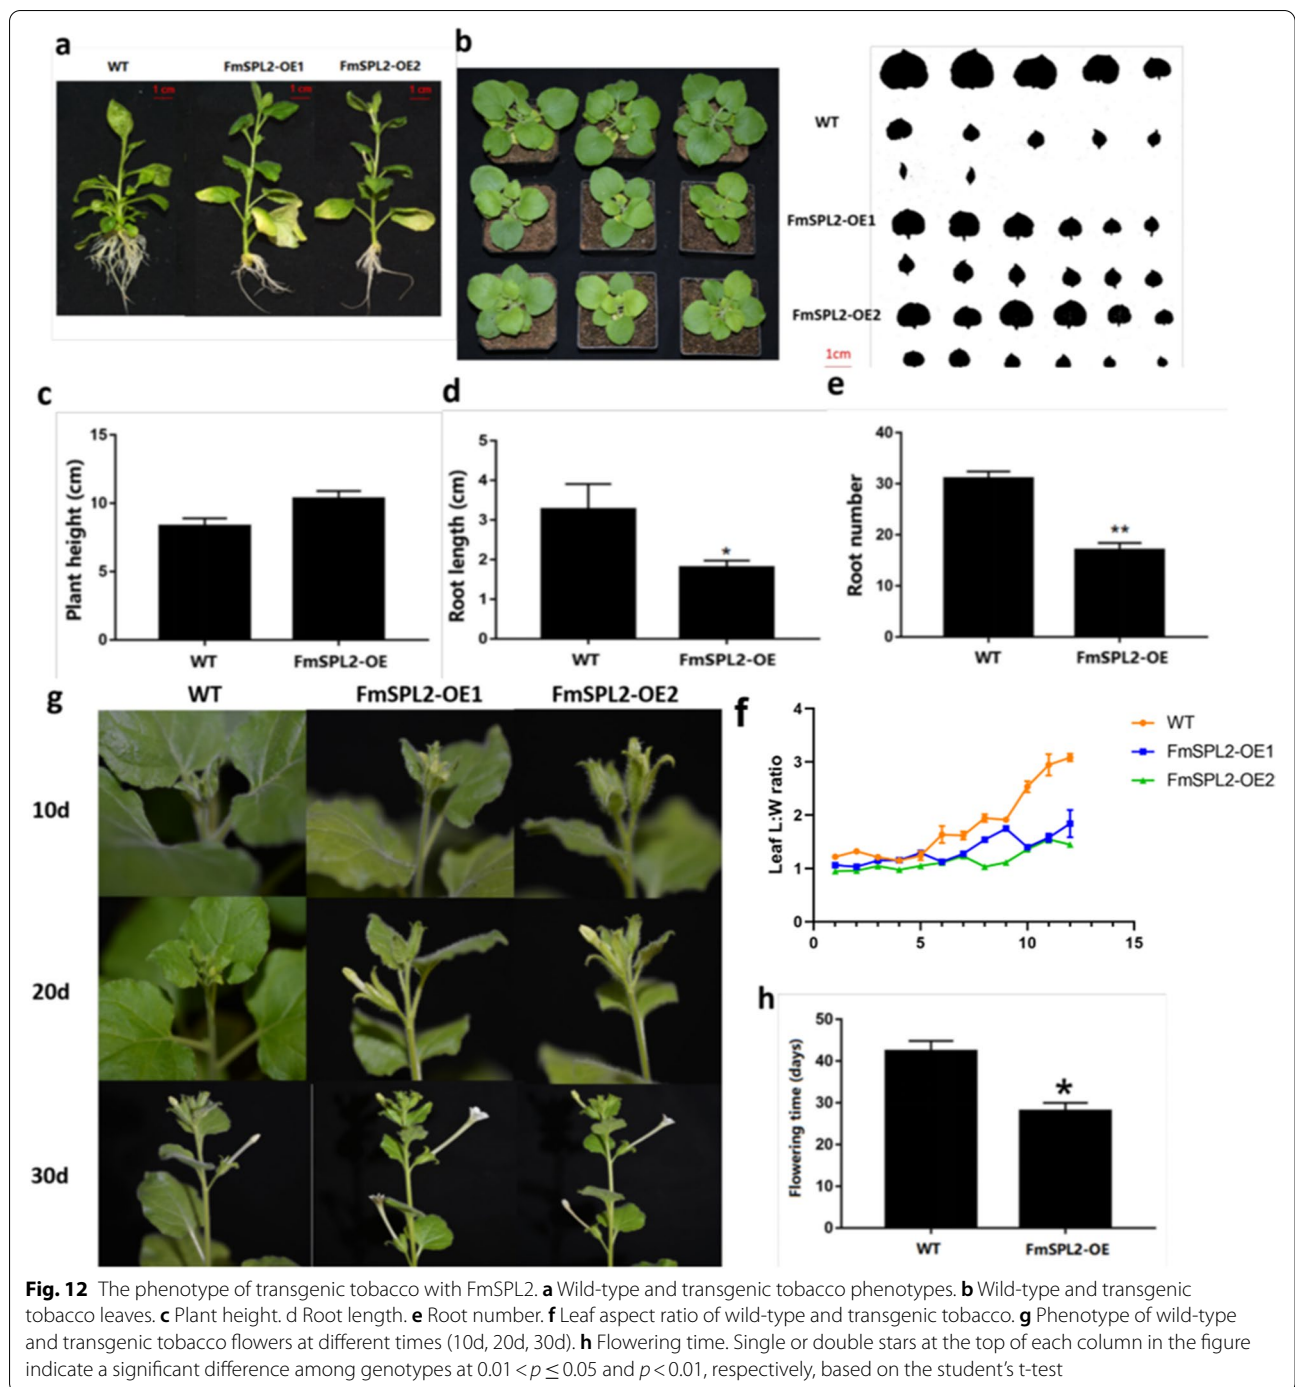 a
WT FmSPL2-OE1 FmSPL2-OE2
1 cm 1 cm 1 cm
b
WT
FmSPL2-OE1
FmSPL2-OE2
1cm
c
Plant height (cm)
15
10
5
0
WT FmSPL2-OE
d
Root length (cm)
5
4
3
2
1
0
*
WT FmSPL2-OE
e
Root number
40
30
20
10
0
**
WT FmSPL2-OE
g
WT FmSPL2-OE1 FmSPL2-OE2
10d
20d
30d
f
Leaf L:W ratio
4
3
2
1
0
0 5 10 15
WT
FmSPL2-OE1
FmSPL2-OE2
h
Flowering time (days)
50
40
30
20
10
0
*
WT FmSPL2-OE
Fig. 12 The phenotype of transgenic tobacco with FmSPL2. a Wild-type and transgenic tobacco phenotypes. b Wild-type and transgenic
tobacco leaves. c Plant height. d Root length. e Root number. f Leaf aspect ratio of wild-type and transgenic tobacco. g Phenotype of wild-type
and transgenic tobacco flowers at different times (10d, 20d, 30d). h Flowering time. Single or double stars at the top of each column in the figure
indicate a significant difference among genotypes at 0.01 < p ≤ 0.05 and p < 0.01, respectively, based on the student's t-test